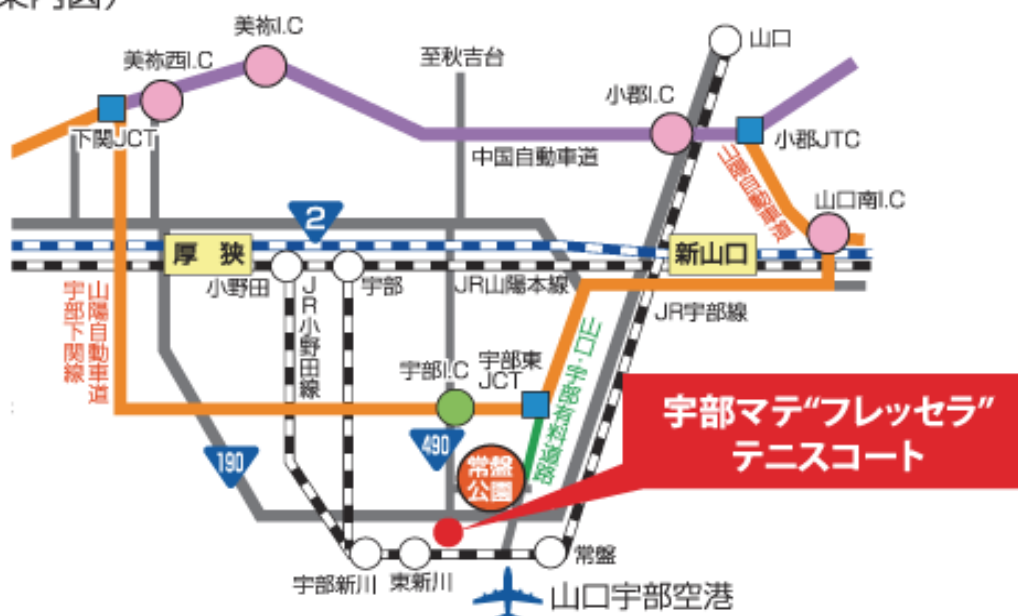 案内図）
美祢I.C
山口
美祢西I.C
至秋吉台
小郡I.C
下関JCT
小郡JTC
中国自動車道
山陽自動車道
山口南I.C
2
厚狭
新山口
小野田
宇部
JR山陽本線
JR小野田線
JR宇部線
山陽自動車道
宇部下関線
宇部I.C
宇部東
JCT
山口・宇部有料道路
宇部マテ“フレッセラ”
テニスコート
490
190
常盤
公園
宇部新川
東新川
常盤
山口宇部空港